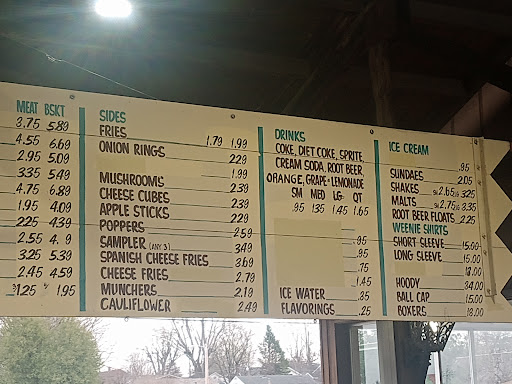 MEAT BSKT
3.75 5.89
4.55 6.69
2.95 5.09
3.35 5.49
4.75 6.89
1.95 4.09
2.25 4.39
2.55 4. 9
3.25 5.39
2.45 4.59
1.95
SIDES
FRIES 1.79 1.99
ONION RINGS 2.29
1.99
MUSHROOMS 2.39
CHEESE CUBES 2.39
APPLE STICKS 2.29
POPPERS 2.59
SAMPLER (ANY 3) 3.49
SPANISH CHEESE FRIES 3.69
CHEESE FRIES 2.79
MUNCHERS 2.19
CAULIFLOWER 2.49
DRINKS
COKE, DIET COKE, SPRITE,
CREAM SODA, ROOT BEER
ORANGE, GRAPE & LEMONADE
SM MED LG QT
.95 1.35 1.45 1.65
.95
.95
.75
1.45
ICE WATER .35
FLAVORINGS .25
ICE CREAM
.95
SUNDAES 2.05
SHAKES 2.65 3.25
MALTS 2.75 3.35
ROOT BEER FLOATS 2.25
WEENIE SHIRTS
SHORT SLEEVE 15.00
LONG SLEEVE 15.00
18.00
HOODY 34.00
BALL CAP 15.00
BOXERS 18.00